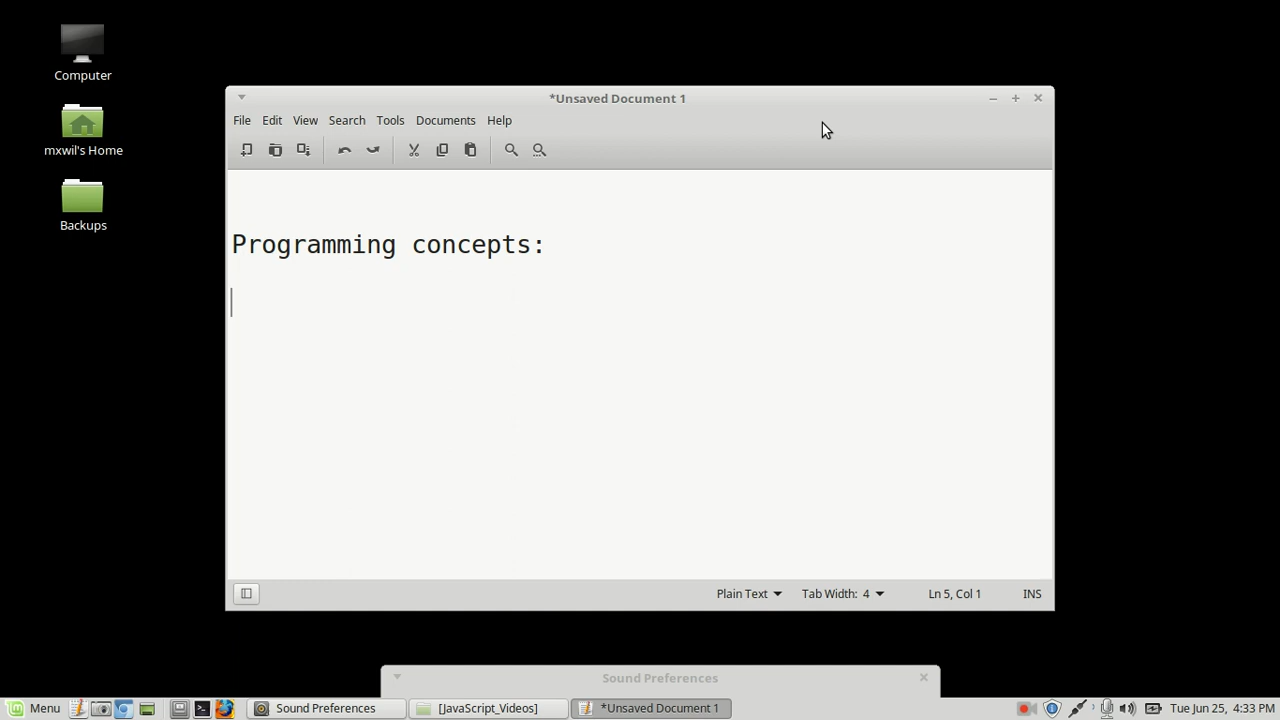 Computer
mxwil's Home
Backups
*Unsaved Document 1
File Edit View Search Tools Documents Help
Programming concepts:
Plain Text Tab Width: 4 Ln 5, Col 1 INS
Sound Preferences
Menu Sound Preferences [JavaScript_Videos] *Unsaved Document 1 Tue Jun 25, 4:33 PM